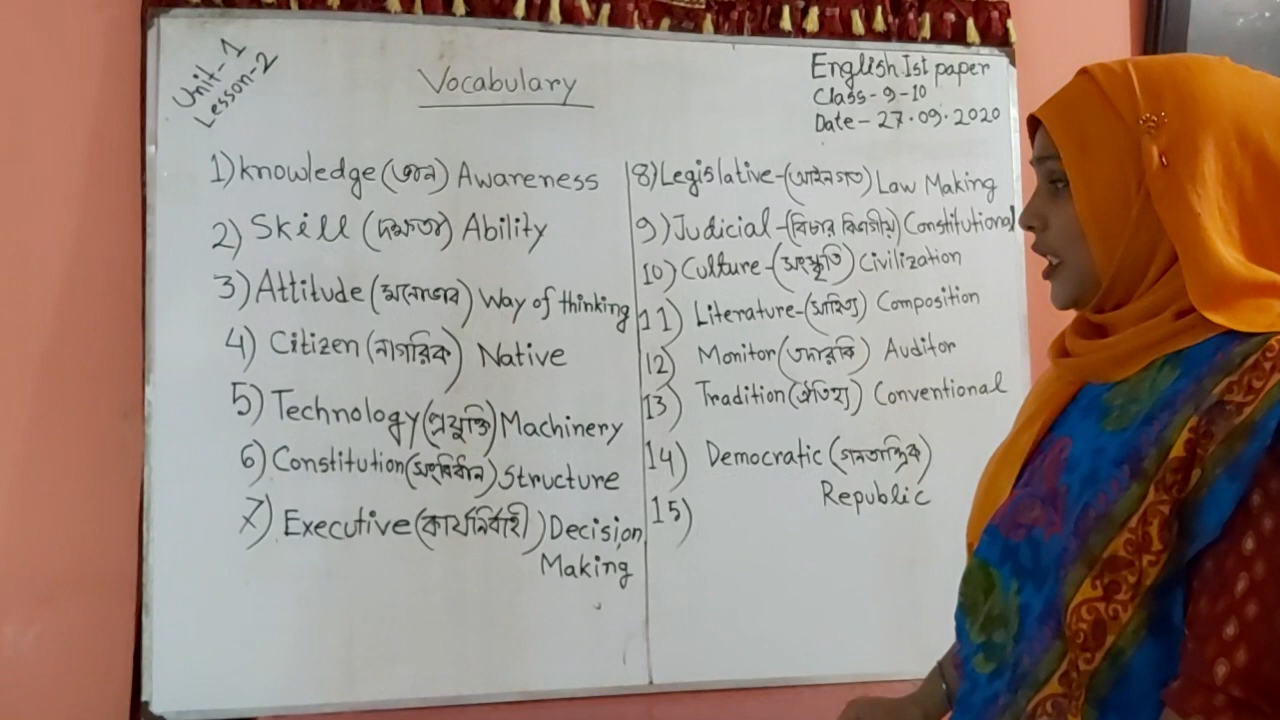 Unit-1
Lesson-2
Vocabulary
English Ist paper
Class-9-10
Date-27.09.2020
1) Knowledge (জ্ঞান) Awareness
2) Skill (দক্ষতা) Ability
3) Attitude (মনোভাব) Way of thinking
4) Citizen (নাগরিক) Native
5) Technology (প্রযুক্তি) Machinery
6) Constitution (সংবিধান) Structure
7) Executive (কার্যনির্বাহী) Decision
Making
8) Legislative-(আইনগত) Law Making
9) Judicial-(বিচার বিভাগীয়) Constitutional
10) Culture-(সংস্কৃতি) Civilization
11) Literature-(সাহিত্য) Composition
12) Monitor (তদারকি) Auditor
13) Tradition (ঐতিহ্য) Conventional
14) Democratic (গনতান্ত্রিক)
Republic
15)